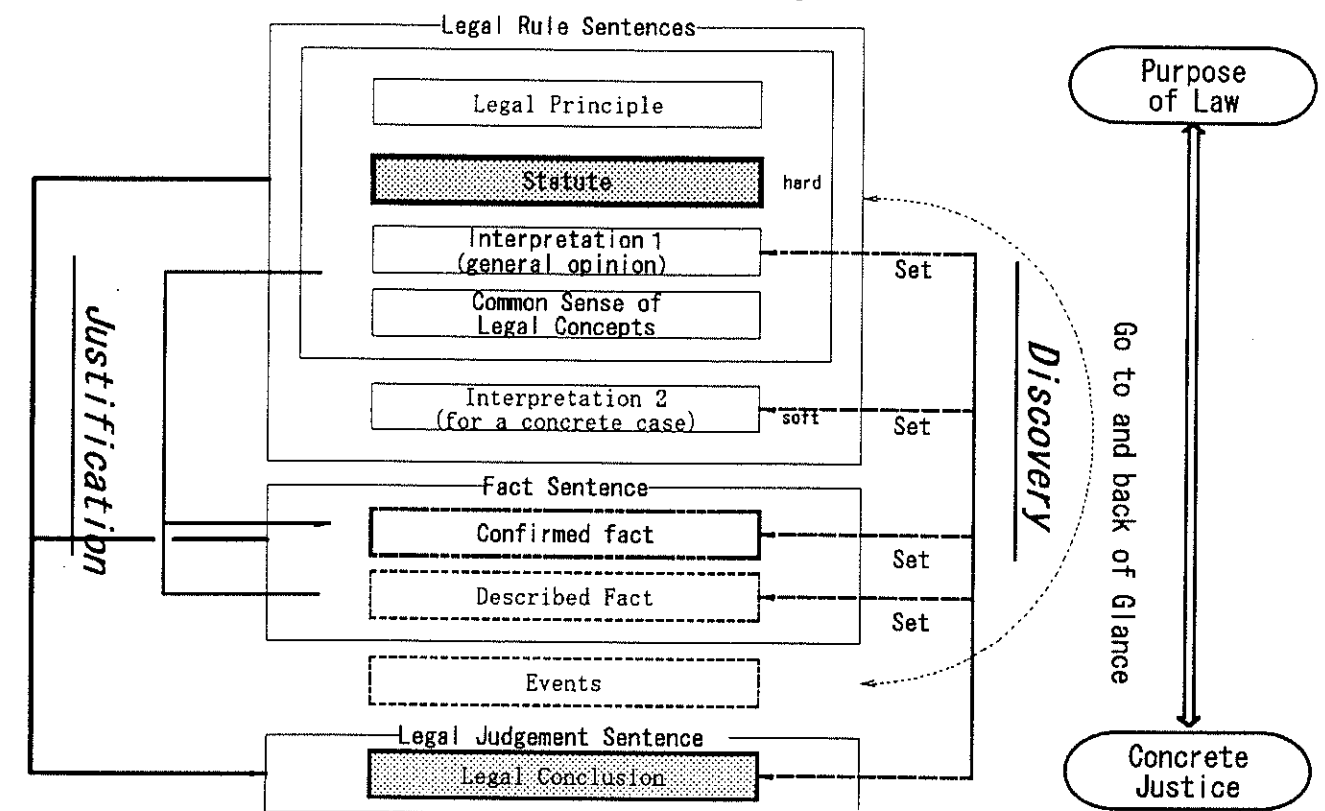 Legal Rule Sentences
Legal Principle
Statute
hard
Interpretation 1
(general opinion)
Common Sense of
Legal Concepts
Interpretation 2
(for a concrete case)
soft
Fact Sentence
Confirmed fact
Described Fact
Events
Legal Judgement Sentence
Legal Conclusion
Justification
Set
Set
Set
Set
Discovery
Go to and back of Glance
Purpose
of Law
Concrete
Justice